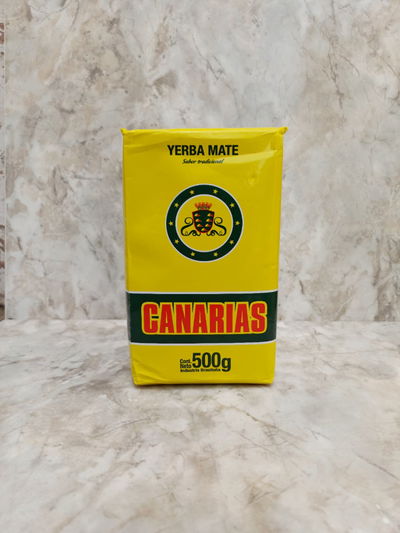 YERBA MATE
Sabor tradicional
CANARIAS
Cont. Neto 500g
Industria Brasileña